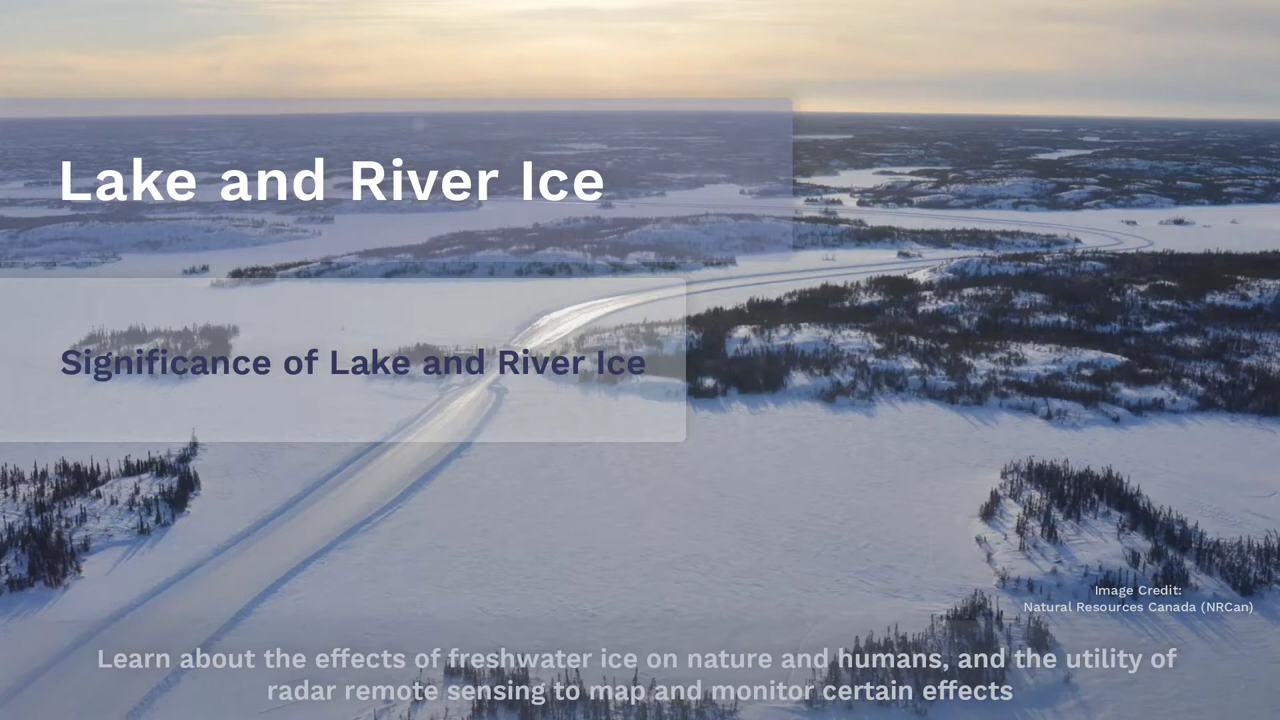 Lake and River Ice
Significance of Lake and River Ice
Image Credit:
Natural Resources Canada (NRCan)
Learn about the effects of freshwater ice on nature and humans, and the utility of
radar remote sensing to map and monitor certain effects